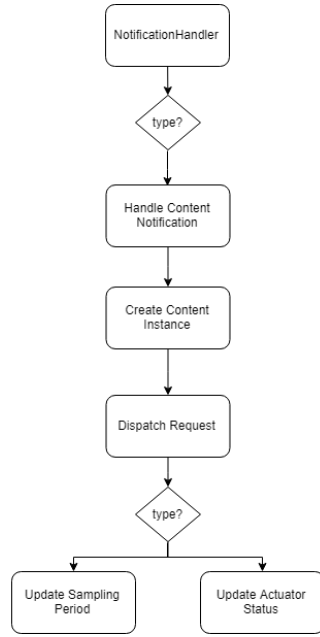 NotificationHandler
type?
Handle Content
Notification
Create Content
Instance
Dispatch Request
type?
Update Sampling
Period
Update Actuator
Status